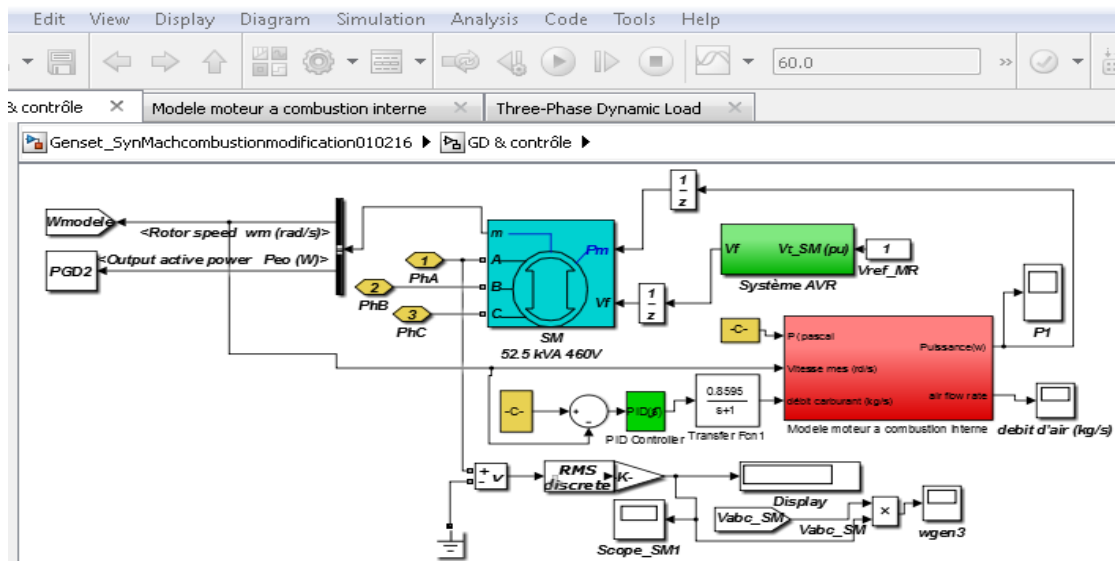 Edit View Display Diagram Simulation Analysis Code Tools Help
60.0
& contrôle
Modele moteur a combustion interne
Three-Phase Dynamic Load
Genset_SynMachcombustionmodification010216
GD & contrôle
Wmodele
<Rotor speed wm (rad/s)>
<Output active power Peo (W)>
PGD2
1
PhA
2
PhB
3
PhC
m
A
B
C
Pm
Vf
SM
52.5 kVA 460V
1
z
1
z
Vf
Vt_SM (pu)
Système AVR
1
Vref_MR
P1
-C-
P( pascal
Vitesse mes (rd/s)
débit carburant (kg/s)
Puissance(w)
air flow rate
Modele moteur a combustion interne
debit d'air (kg/s)
-C-
+
-
PID(s)
PID Controller
0.8595
s+1
Transfer Fcn1
+
-
v
RMS
discrete
-K-
Display
Scope_SM1
Vabc_SM
Vabc_SM
×
wgen3